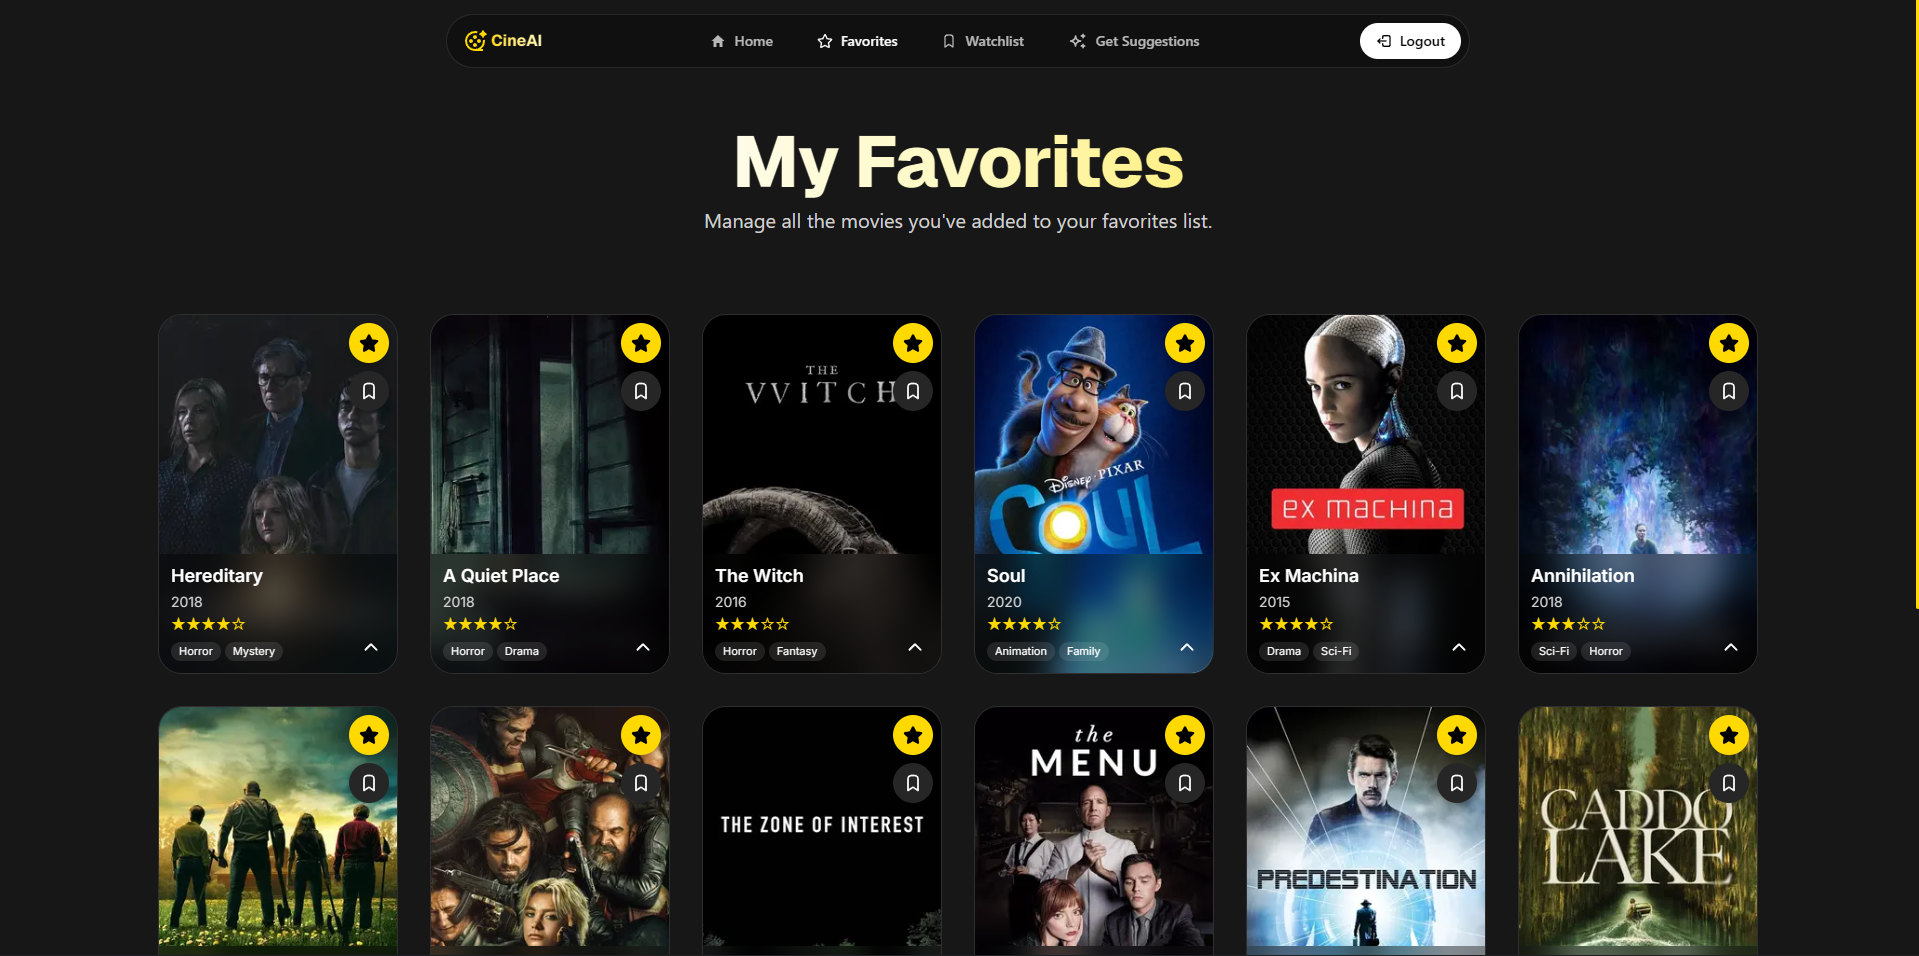 CineAI
Home
Favorites
Watchlist
Get Suggestions
Logout
My Favorites
Manage all the movies you've added to your favorites list.
THE
VVITCH
DISNEY · PIXAR
SOUL
ex machina
Hereditary
2018
Horror Mystery
A Quiet Place
2018
Horror Drama
The Witch
2016
Horror Fantasy
Soul
2020
Animation Family
Ex Machina
2015
Drama Sci-Fi
Annihilation
2018
Sci-Fi Horror
THE ZONE OF INTEREST
the
MENU
PREDESTINATION
CADDO
LAKE